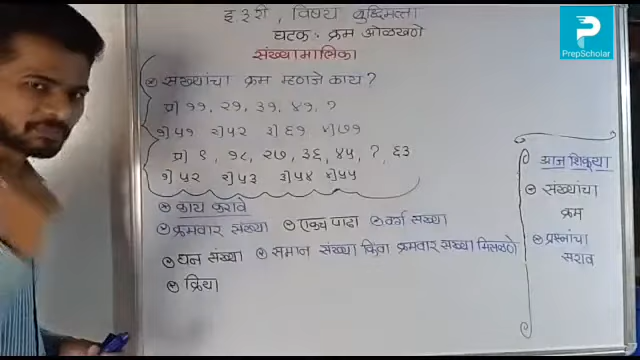 इ ३ री , विषय बुद्धिमत्ता
घटक : क्रम ओळखणे
संख्यामालिका
संख्यांचा क्रम म्हणजे काय ?
प्र) ११, २१, ३१, ४१, ?
१) ५१ २) ५२ ३) ६१ ४) ७१
प्र) ९ , १८, २७, ३६, ४५, ? , ६३
१) ५२ २) ५३ ३) ५४ ४) ५५
काय करावे
क्रमवार संख्या एकच पाढा वर्ग संख्या
घन संख्या समान संख्या किंवा क्रमवार संख्या मिसळणे
क्रिया
आज शिकूया
संख्यांचा
क्रम
प्रश्नांचा
सराव
PrepScholar